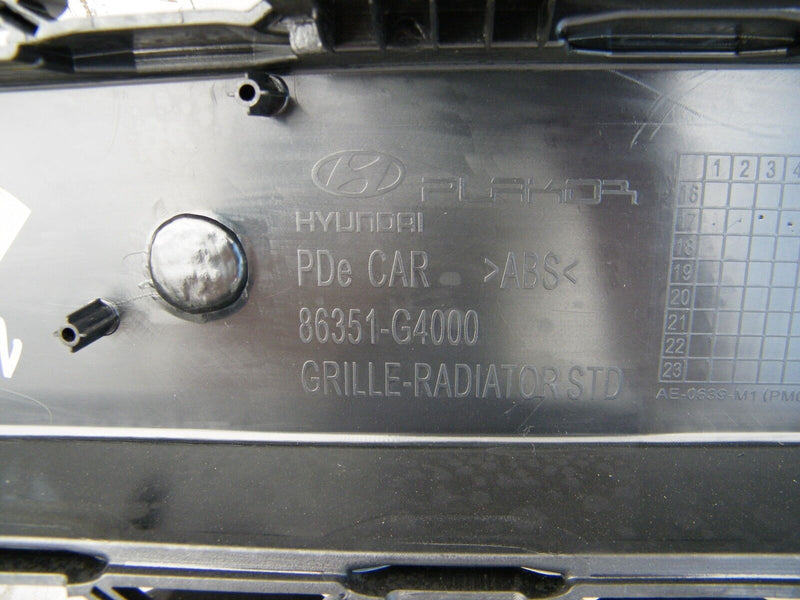 PLAKOR
HYUNDAI
PDe CAR >ABS<
86351-G4000
GRILLE-RADIATOR STD
1 2 3 4
16
17
18
19
20
21
22
23